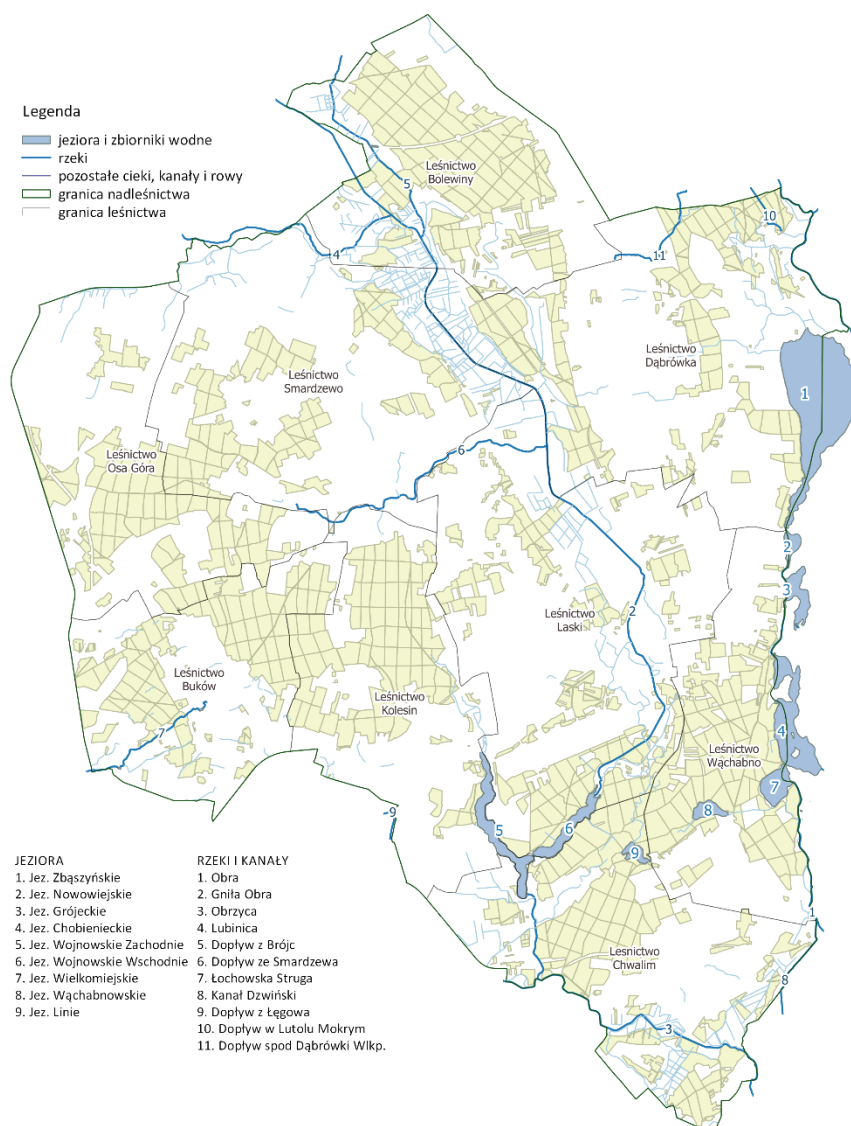 Legenda
jeziora i zbiorniki wodne
rzeki
pozostałe cieki, kanały i rowy
granica nadleśnictwa
granica leśnictwa
Leśnictwo
Bolewiny
5
10
11
4
Leśnictwo
Smardzewo
Leśnictwo
Dąbrówka
1
Leśnictwo
Osa Góra
6
2
3
Leśnictwo
Laski
2
Leśnictwo
Buków
Leśnictwo
Kolesin
7
4
Leśnictwo
Wąchabno
7
8
9
5
6
9
1
Leśnictwo
Chwalim
8
3
JEZIORA
1. Jez. Zbąszyńskie
2. Jez. Nowowiejskie
3. Jez. Grójeckie
4. Jez. Chobienieckie
5. Jez. Wojnowskie Zachodnie
6. Jez. Wojnowskie Wschodnie
7. Jez. Wielkomiejskie
8. Jez. Wąchabnowskie
9. Jez. Linie
RZEKI I KANAŁY
1. Obra
2. Gniła Obra
3. Obrzyca
4. Lubinica
5. Dopływ z Brójc
6. Dopływ ze Smardzewa
7. Łochowska Struga
8. Kanał Dzwiński
9. Dopływ z Łęgowa
10. Dopływ w Lutolu Mokrym
11. Dopływ spod Dąbrówki Wlkp.